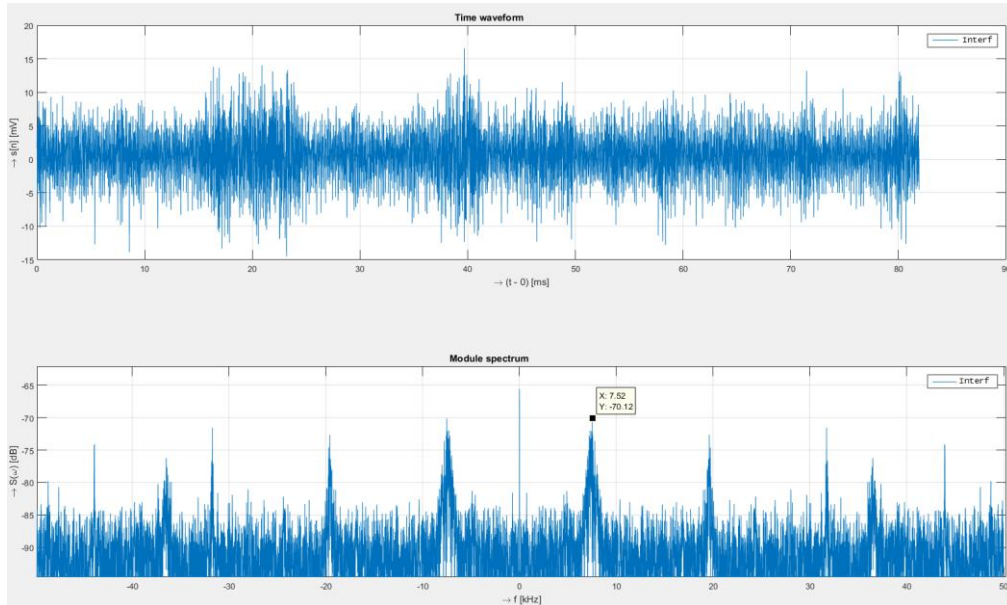 Time waveform
20
15
10
5
0
-5
-10
-15
→ s[n] [mV]
Interf
0 10 20 30 40 50 60 70 80 90
→ (t - 0) [ms]
Module spectrum
-65
-70
-75
-80
-85
-90
→ S(ω) [dB]
Interf
X: 7.52
Y: -70.12
-40 -30 -20 -10 0 10 20 30 40 50
→ f [kHz]